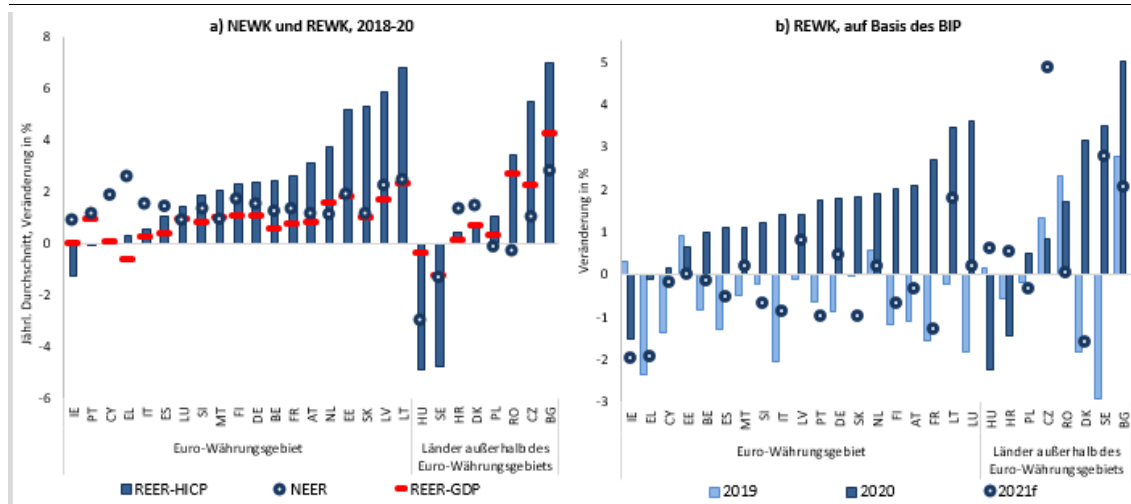 a) NEWK und REWK, 2018-20
Jährl. Durchschnitt, Veränderung in %
8
6
4
2
0
-2
-4
-6
IE PT CY EL IT ES LU SI MT FI DE BE FR AT NL EE SK LV LT HU SE HR DK PL RO CZ BG
Euro-Währungsgebiet
Länder außerhalb des
Euro-Währungsgebiets
REER-HICP NEER REER-GDP
b) REWK, auf Basis des BIP
Veränderung in %
5
4
3
2
1
0
-1
-2
-3
IE EL CY EE BE ES MT SI IT LV PT DE SK NL FI AT FR LT LU HU HR PL CZ RO DK SE BG
Euro-Währungsgebiet
Länder außerhalb des
Euro-Währungsgebiets
2019 2020 2021f